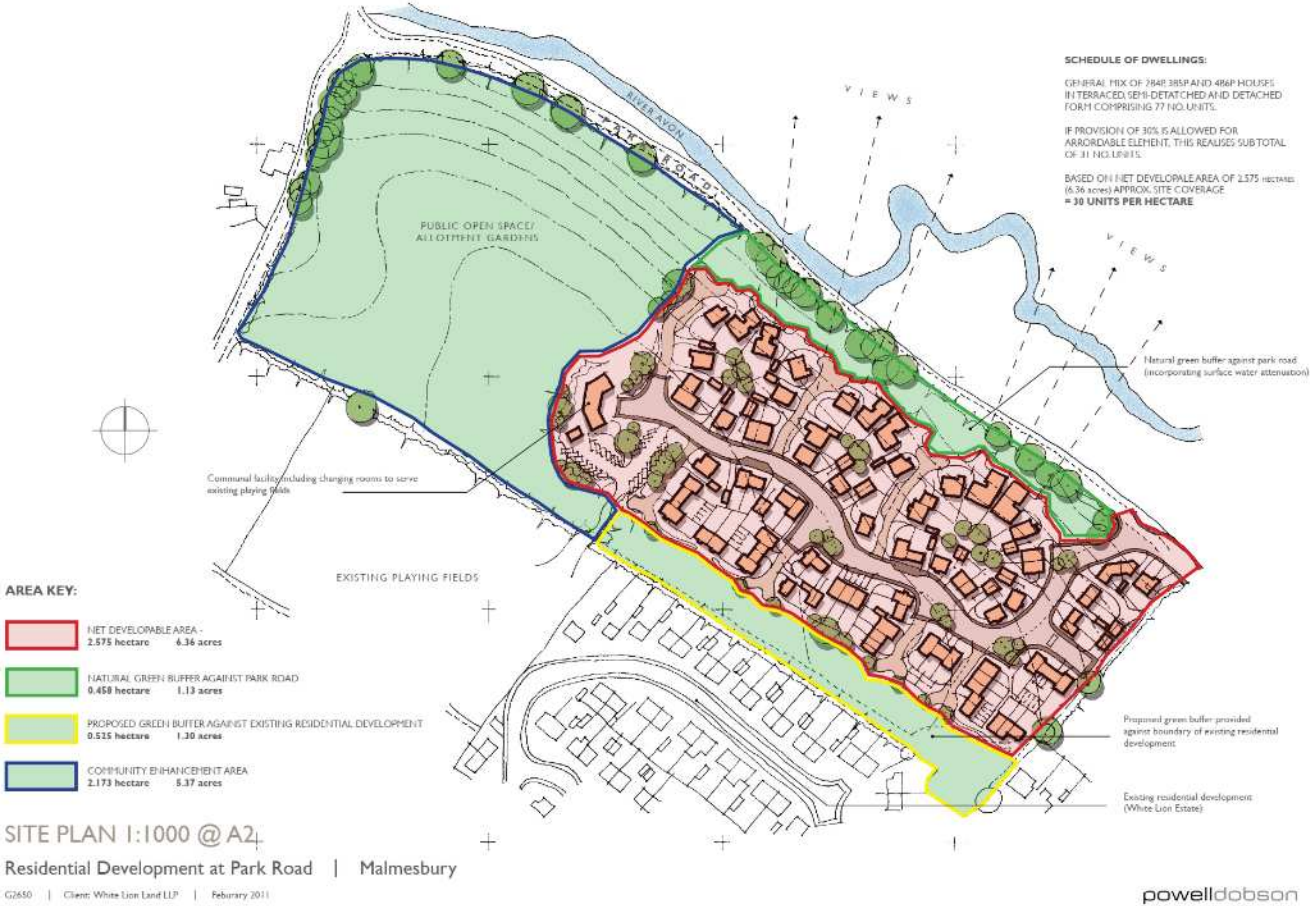 SCHEDULE OF DWELLINGS:
GENERAL MIX OF 2B4P, 3B5P AND 4B6P HOUSES
IN TERRACED, SEMI-DETATCHED AND DETACHED
FORM COMPRISING 77 NO. UNITS.
IF PROVISION OF 30% IS ALLOWED FOR
ARRORDABLE ELEMENT, THIS REALISES SUBTOTAL
OF 31 NO. UNITS.
BASED ON NET DEVELOPALE AREA OF 2.575 HECTARES
(6.36 acres) APPROX. SITE COVERAGE
= 30 UNITS PER HECTARE
VIEWS
VIEWS
RIVER AVON
PARK ROAD
PUBLIC OPEN SPACE/
ALLOTMENT GARDENS
Natural green buffer against park road
(incorporating surface water attenuation)
Communal facility including changing rooms to serve
existing playing fields
EXISTING PLAYING FIELDS
Proposed green buffer provided
against boundary of existing residential
development
Existing residential development
(White Lion Estate)
AREA KEY:
NET DEVELOPABLE AREA -
2.575 hectare 6.36 acres
NATURAL GREEN BUFFER AGAINST PARK ROAD
0.458 hectare 1.13 acres
PROPOSED GREEN BUFFER AGAINST EXISTING RESIDENTIAL DEVELOPMENT
0.525 hectare 1.30 acres
COMMUNITY ENHANCEMENT AREA
2.173 hectare 5.37 acres
SITE PLAN 1:1000 @ A2
Residential Development at Park Road | Malmesbury
G2650 | Client: White Lion Land LLP | Feburary 2011
powelldobson